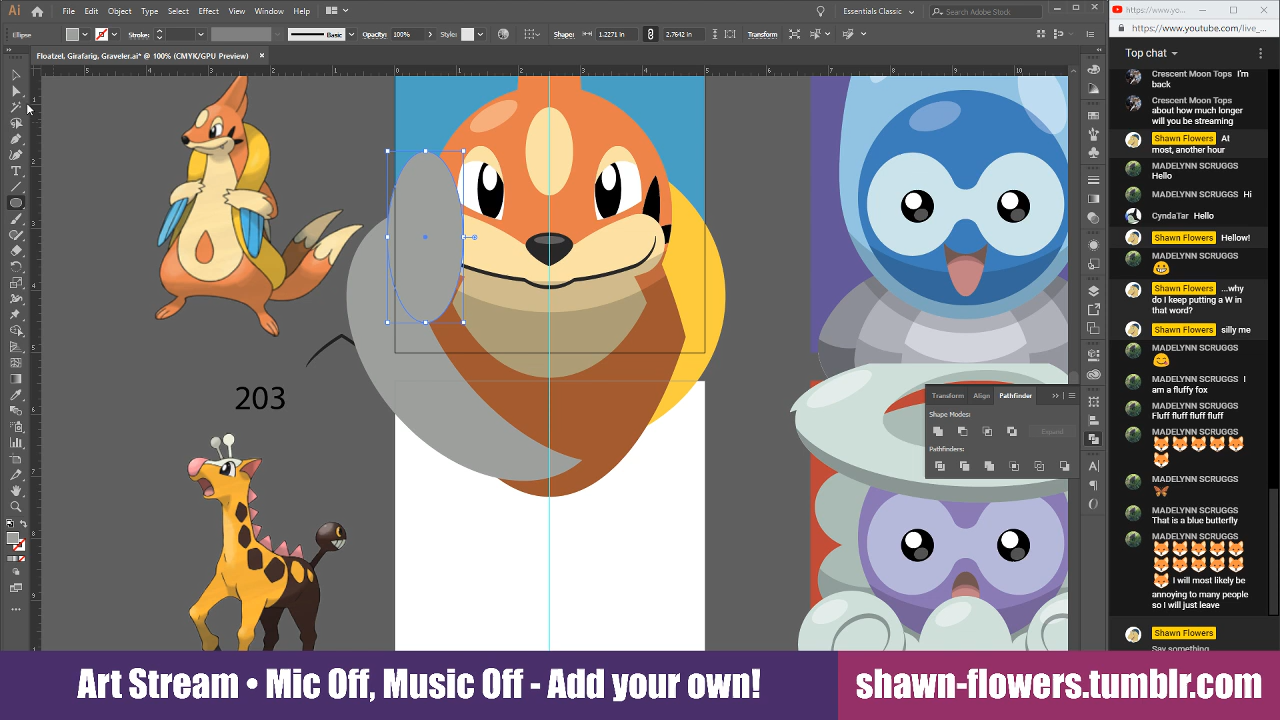 Ai
File Edit Object Type Select Effect View Window Help
Essentials Classic
Search Adobe Stock
Ellipse
Stroke:
Basic
Opacity: 100%
Style:
Shape:
1.2271 in
2.7642 in
Transform
Floatzel, Girafarig, Graveler.ai* @ 100% (CMYK/GPU Preview)
203
Transform Align Pathfinder
Shape Modes:
Expand
Pathfinders:
https://www.yo...
https://www.youtube.com/live_...
Top chat
Crescent Moon Tops I'm
back
Crescent Moon Tops
about how much longer
will you be streaming
Shawn Flowers At
most, another hour
MADELYNN SCRUGGS
Hello
MADELYNN SCRUGGS Hi
CyndaTar Hello
Shawn Flowers Hellow!
MADELYNN SCRUGGS
Shawn Flowers ...why
do I keep putting a W in
that word?
Shawn Flowers silly me
MADELYNN SCRUGGS
MADELYNN SCRUGGS I
am a fluffy fox
MADELYNN SCRUGGS
Fluff fluff fluff fluff
MADELYNN SCRUGGS
MADELYNN SCRUGGS
MADELYNN SCRUGGS
That is a blue butterfly
MADELYNN SCRUGGS
I will most likely be
annoying to many people
so I will just leave
Shawn Flowers
Say something...
Art Stream • Mic Off, Music Off - Add your own!
shawn-flowers.tumblr.com